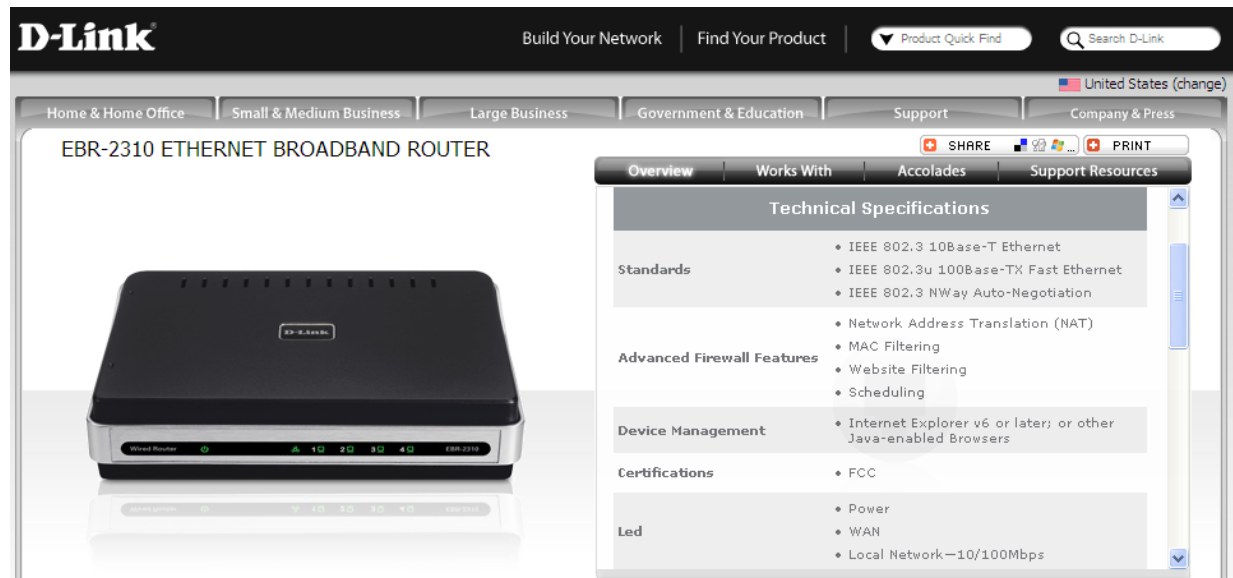 D-Link
Build Your Network
Find Your Product
Product Quick Find
Search D-Link
United States (change)
Home & Home Office
Small & Medium Business
Large Business
Government & Education
Support
Company & Press
EBR-2310 ETHERNET BROADBAND ROUTER
SHARE
...
PRINT
Overview
Works With
Accolades
Support Resources
Technical Specifications
Standards
• IEEE 802.3 10Base-T Ethernet
• IEEE 802.3u 100Base-TX Fast Ethernet
• IEEE 802.3 NWay Auto-Negotiation
Advanced Firewall Features
• Network Address Translation (NAT)
• MAC Filtering
• Website Filtering
• Scheduling
Device Management
• Internet Explorer v6 or later; or other
Java-enabled Browsers
Certifications
• FCC
Led
• Power
• WAN
• Local Network—10/100Mbps
D-Link
Wired Router
1
2
3
4
EBR-2310